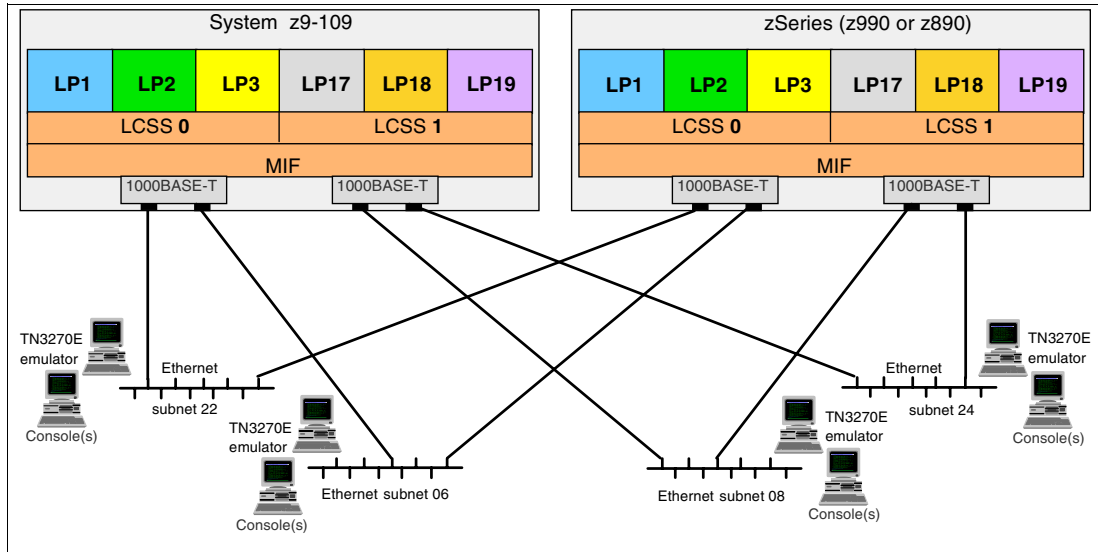 System z9-109
zSeries (z990 or z890)
LP1 LP2 LP3 LP17 LP18 LP19
LP1 LP2 LP3 LP17 LP18 LP19
LCSS 0 LCSS 1
LCSS 0 LCSS 1
MIF
MIF
1000BASE-T 1000BASE-T
1000BASE-T 1000BASE-T
TN3270E
emulator
Ethernet
subnet 22
Console(s)
TN3270E
emulator
Ethernet subnet 06
Console(s)
TN3270E
emulator
Ethernet subnet 08
Console(s)
Ethernet
subnet 24
TN3270E
emulator
Console(s)